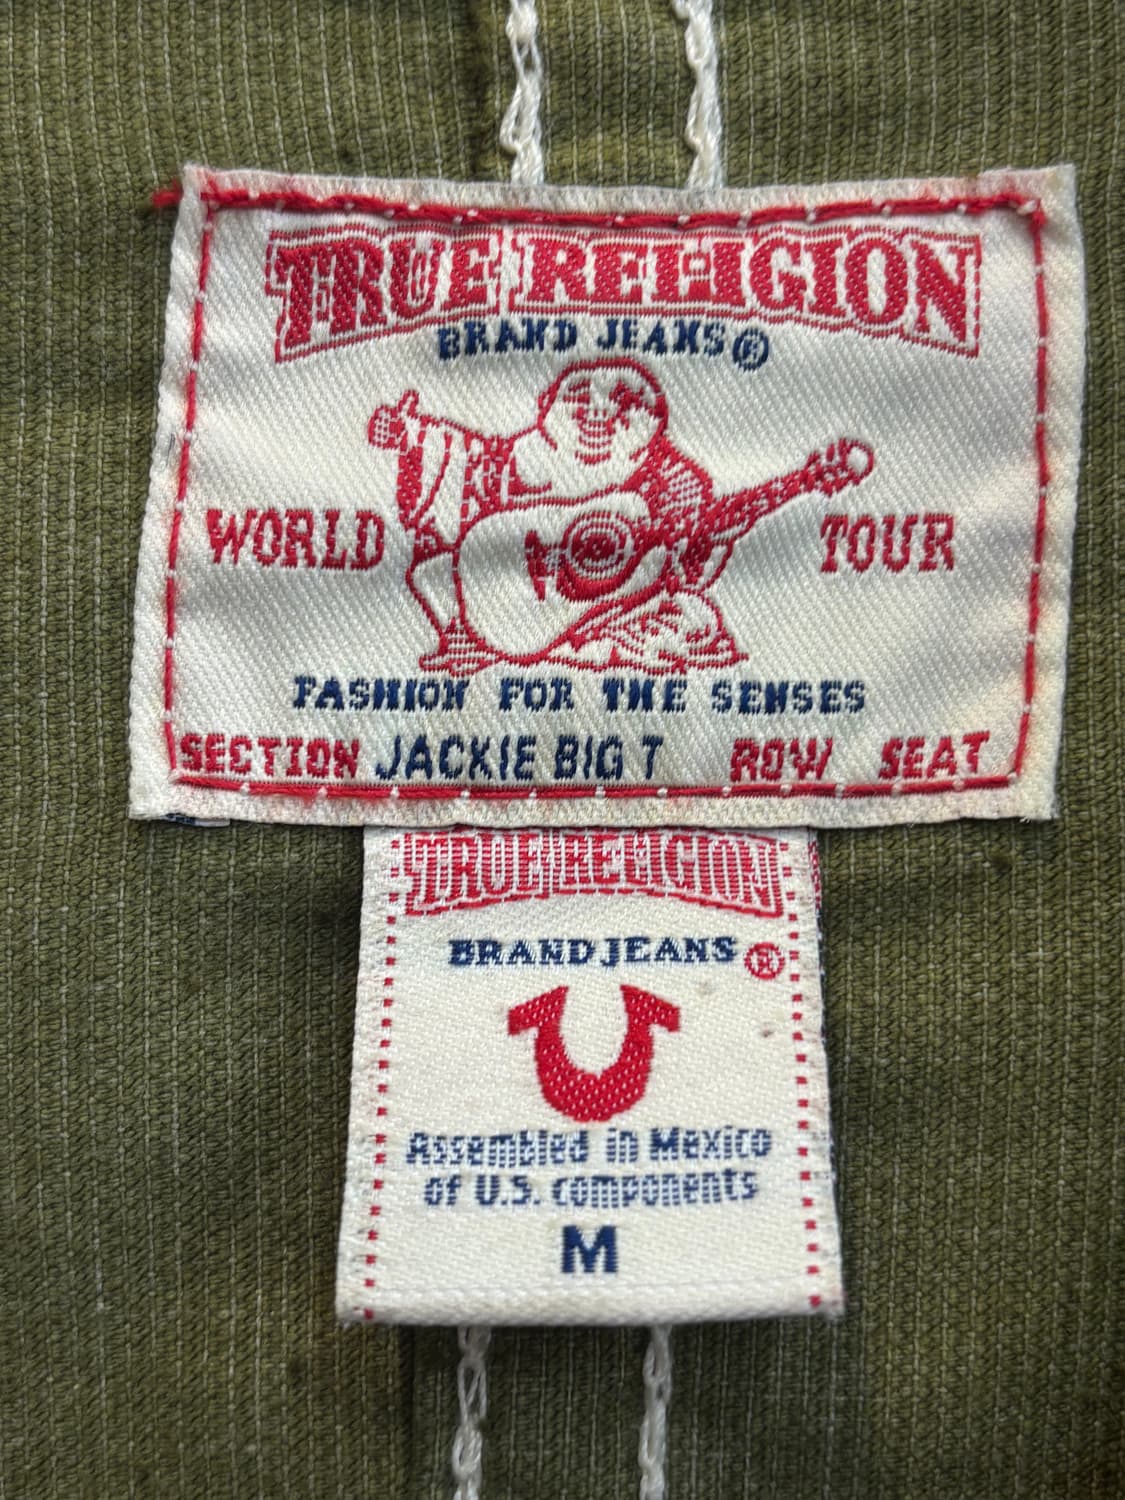 TRUE RELIGION
BRAND JEANS®
WORLD TOUR
FASHION FOR THE SENSES
SECTION JACKIE BIG T ROW SEAT
TRUE RELIGION
BRAND JEANS ®
Assembled in Mexico
of U.S. components
M